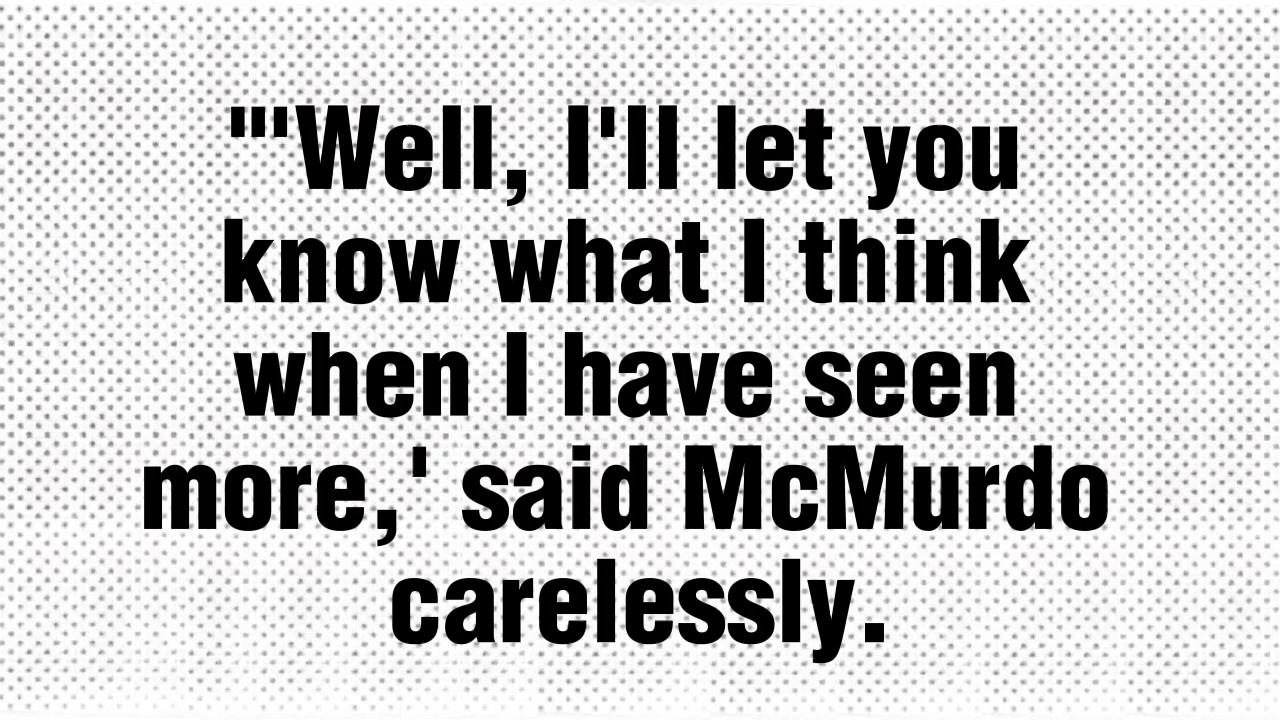 "'Well, I'll let you
know what I think
when I have seen
more,' said McMurdo
carelessly.